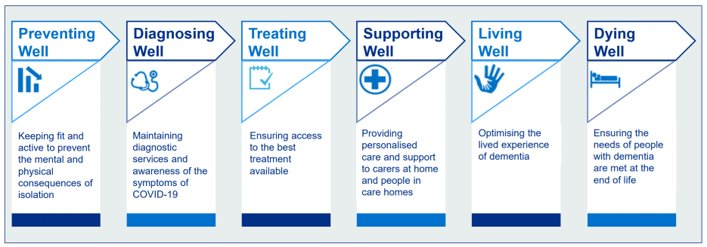 Preventing
Well
Diagnosing
Well
Treating
Well
Supporting
Well
Living
Well
Dying
Well
Keeping fit and
active to prevent
the mental and
physical
consequences of
isolation
Maintaining
diagnostic
services and
awareness of the
symptoms of
COVID-19
Ensuring access
to the best
treatment
available
Providing
personalised
care and support
to carers at home
and people in
care homes
Optimising the
lived experience
of dementia
Ensuring the
needs of people
with dementia
are met at the
end of life